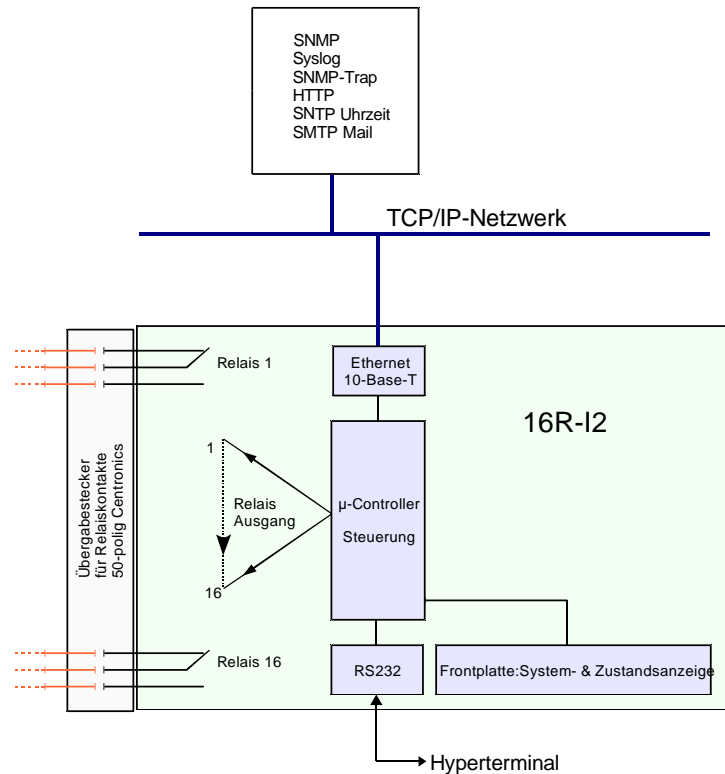 SNMP
Syslog
SNMP-Trap
HTTP
SNTP Uhrzeit
SMTP Mail
TCP/IP-Netzwerk
Relais 1
Ethernet
10-Base-T
16R-I2
1
Relais
Ausgang
16
µ-Controller
Steuerung
Übergabestecker
für Relaiskontakte
50-polig Centronics
Relais 16
RS232
Frontplatte:System- & Zustandsanzeige
Hyperterminal